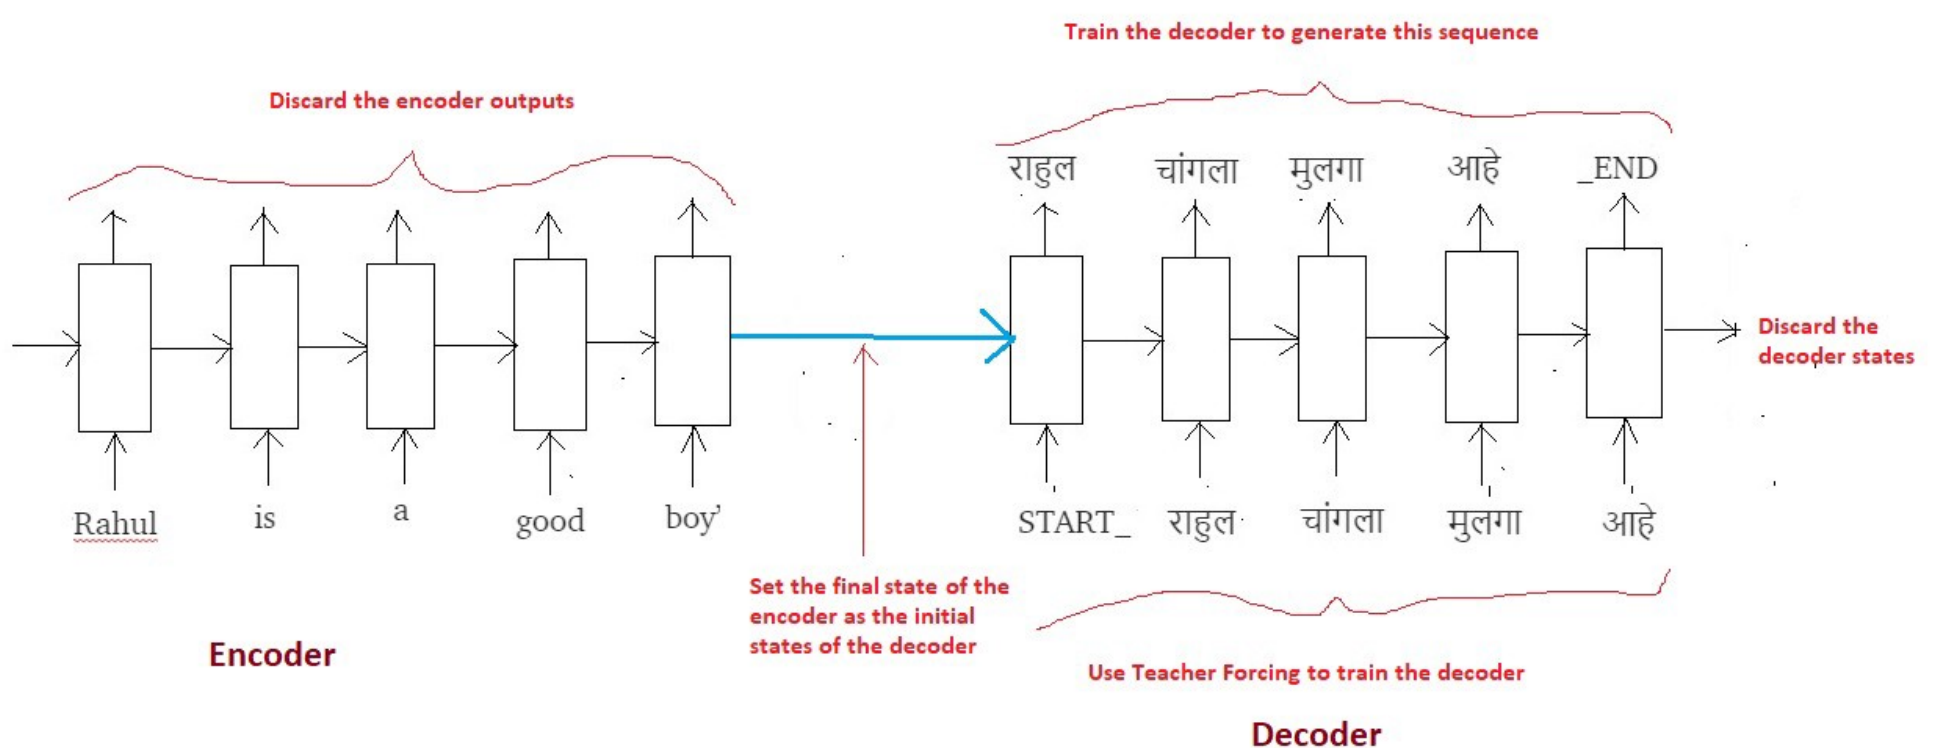 Train the decoder to generate this sequence
Discard the encoder outputs
राहुल चांगला मुलगा आहे _END
Discard the
decoder states
Rahul is a good boy’
START_ राहुल चांगला मुलगा आहे
Set the final state of the
encoder as the initial
states of the decoder
Encoder
Use Teacher Forcing to train the decoder
Decoder